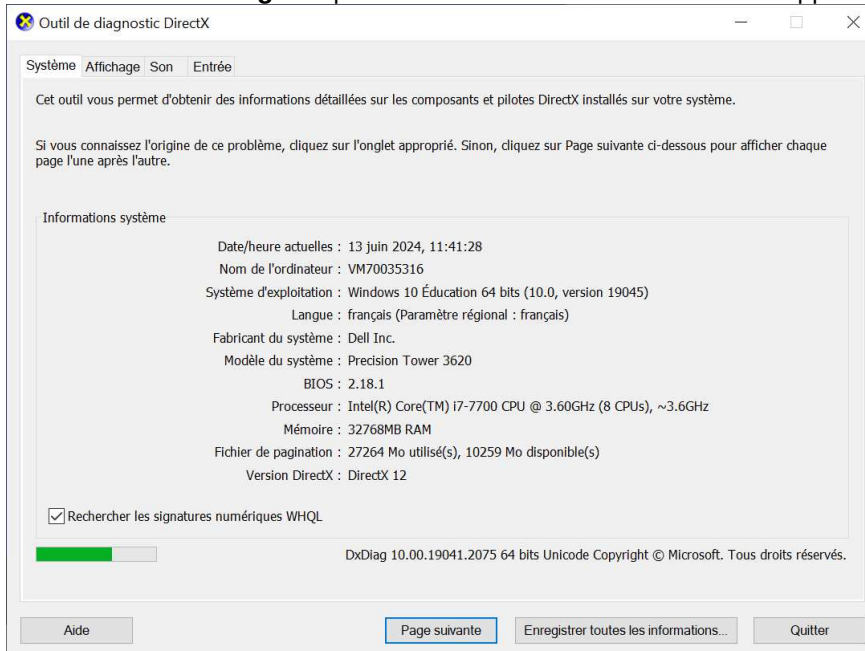 Outil de diagnostic DirectX
Système Affichage Son Entrée
Cet outil vous permet d'obtenir des informations détaillées sur les composants et pilotes DirectX installés sur votre système.
Si vous connaissez l'origine de ce problème, cliquez sur l'onglet approprié. Sinon, cliquez sur Page suivante ci-dessous pour afficher chaque
page l'une après l'autre.
Informations système
Date/heure actuelles : 13 juin 2024, 11:41:28
Nom de l'ordinateur : VM70035316
Système d'exploitation : Windows 10 Éducation 64 bits (10.0, version 19045)
Langue : français (Paramètre régional : français)
Fabricant du système : Dell Inc.
Modèle du système : Precision Tower 3620
BIOS : 2.18.1
Processeur : Intel(R) Core(TM) i7-7700 CPU @ 3.60GHz (8 CPUs), ~3.6GHz
Mémoire : 32768MB RAM
Fichier de pagination : 27264 Mo utilisé(s), 10259 Mo disponible(s)
Version DirectX : DirectX 12
Rechercher les signatures numériques WHQL
DxDiag 10.00.19041.2075 64 bits Unicode Copyright © Microsoft. Tous droits réservés.
Aide Page suivante Enregistrer toutes les informations... Quitter